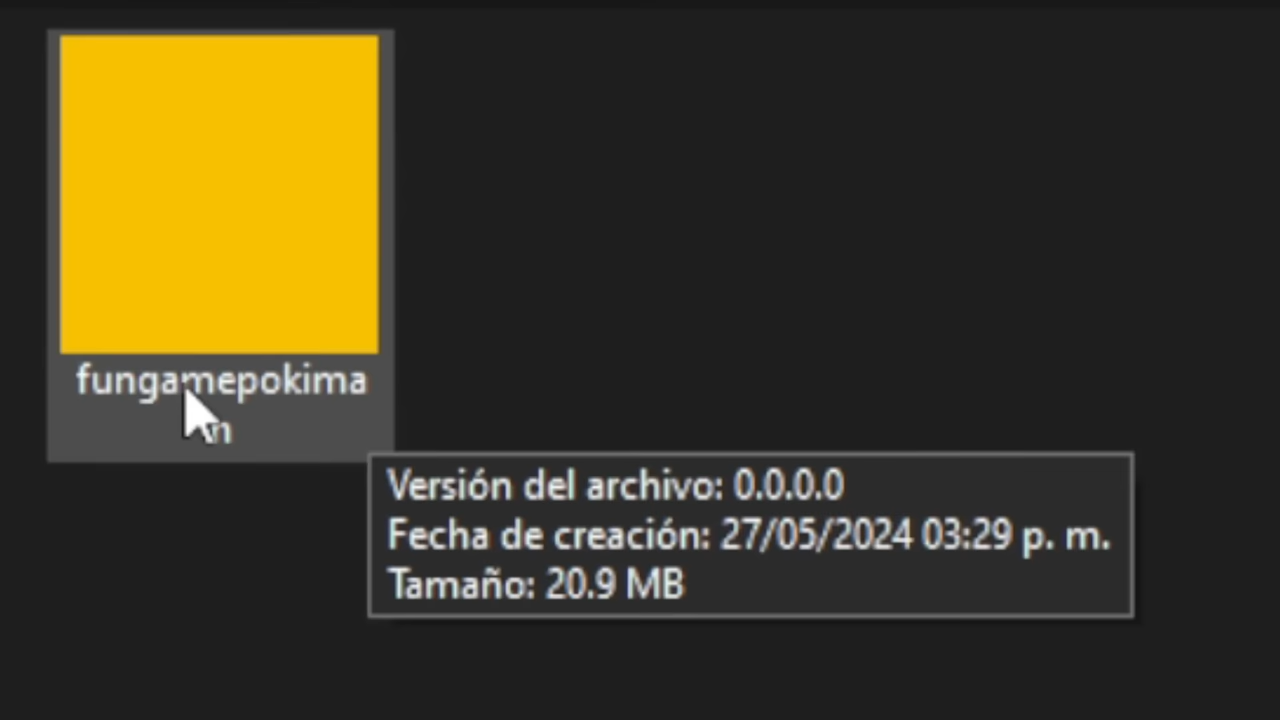 fungamepokima
n
Versión del archivo: 0.0.0.0
Fecha de creación: 27/05/2024 03:29 p. m.
Tamaño: 20.9 MB